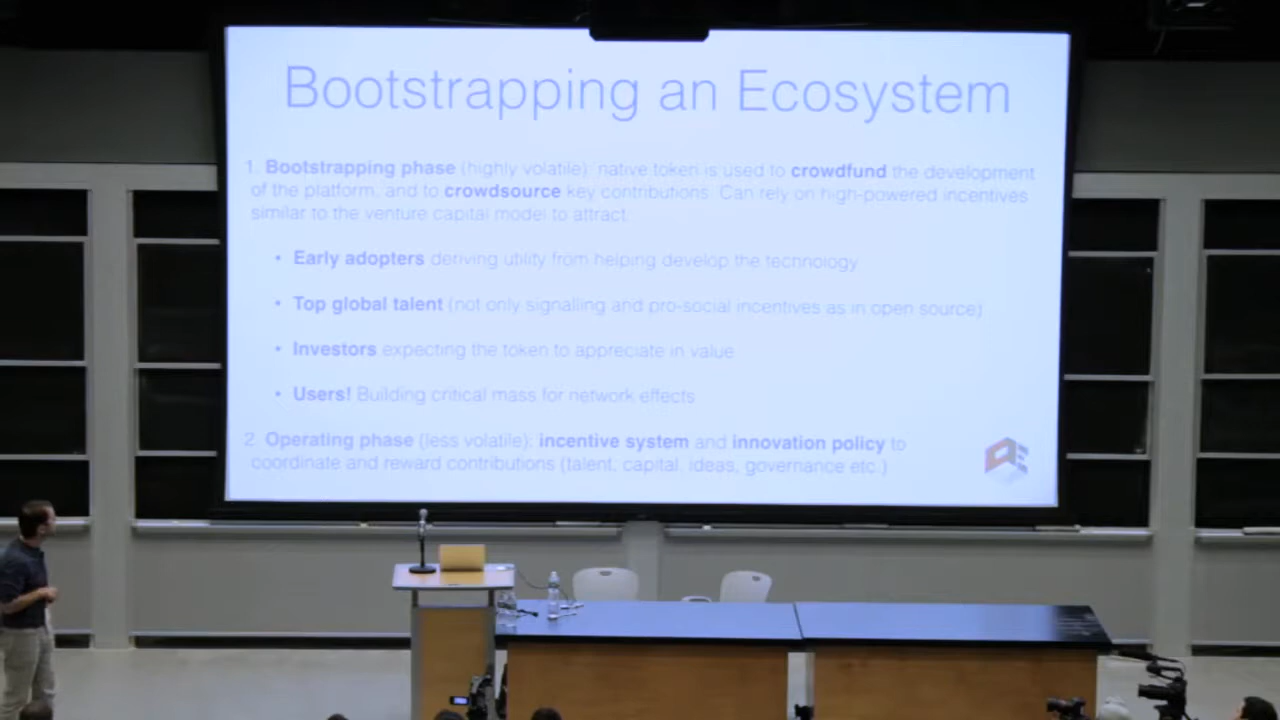 Bootstrapping an Ecosystem
1. Bootstrapping phase (highly volatile): native token is used to crowdfund the development
of the platform, and to crowdsource key contributions. Can rely on high-powered incentives
similar to the venture capital model to attract
• Early adopters deriving utility from helping develop the technology
• Top global talent (not only signalling and pro-social incentives as in open source)
• Investors expecting the token to appreciate in value
• Users! Building critical mass for network effects
2. Operating phase (less volatile): incentive system and innovation policy to
coordinate and reward contributions (talent, capital, ideas, governance etc.)